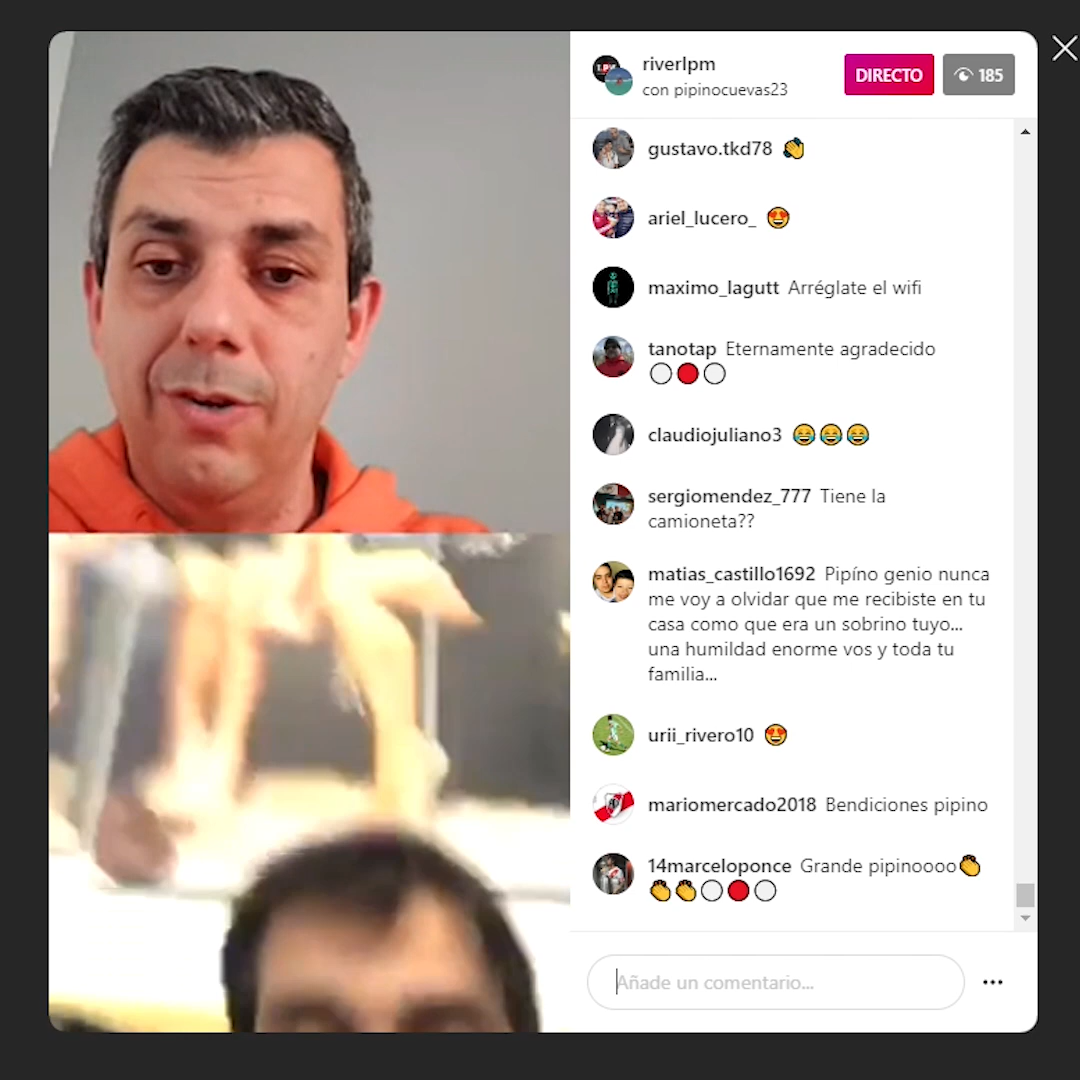 riverlpm
con pipinocuevas23
DIRECTO
185
gustavo.tkd78 👏
ariel_lucero_ 😍
maximo_lagutt Arréglate el wifi
tanotap Eternamente agradecido
⚪🔴⚪
claudiojuliano3 😂😂😂
sergiomendez_777 Tiene la
camioneta??
matias_castillo1692 Pipíno genio nunca
me voy a olvidar que me recibiste en tu
casa como que era un sobrino tuyo...
una humildad enorme vos y toda tu
familia...
urii_rivero10 😍
mariomercado2018 Bendiciones pipino
14marceloponce Grande pipinoooo👏
👏👏⚪🔴⚪
Añade un comentario...